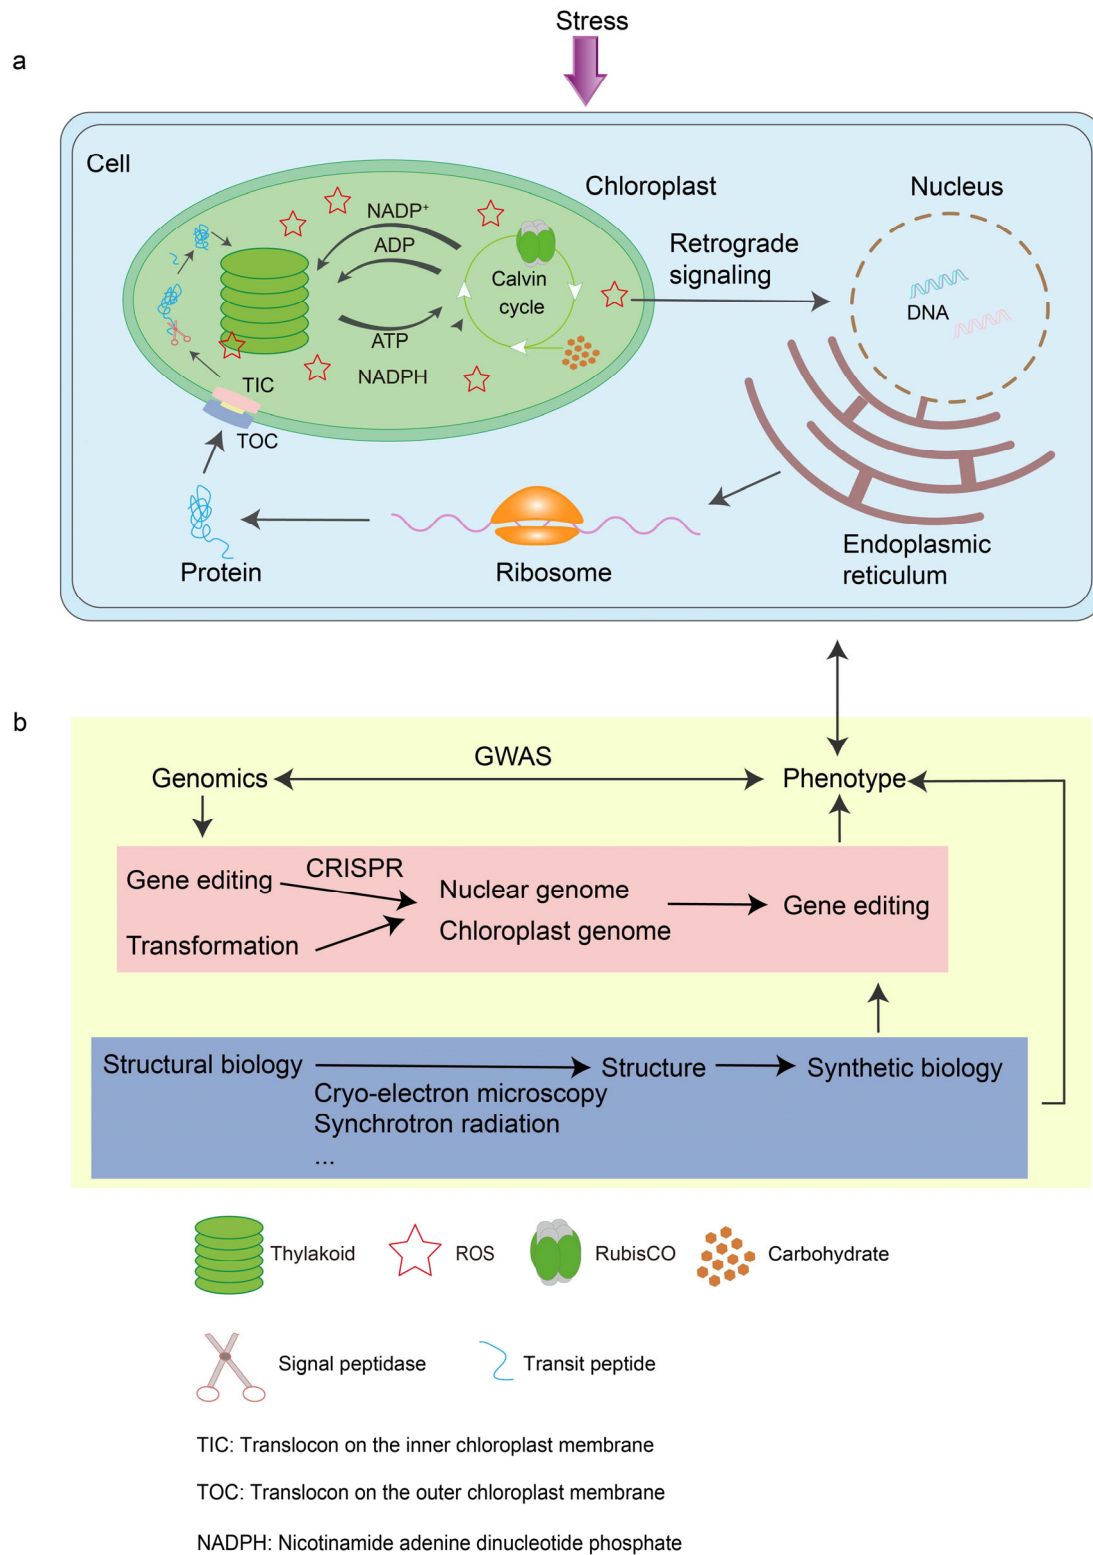 Stress
a
Cell
Chloroplast
Nucleus
NADP⁺
ADP
Retrograde
signaling
Calvin
cycle
DNA
ATP
NADPH
TIC
TOC
Protein
Ribosome
Endoplasmic
reticulum
b
GWAS
Genomics
Phenotype
CRISPR
Gene editing
Nuclear genome
Gene editing
Chloroplast genome
Transformation
Structural biology
Structure
Synthetic biology
Cryo-electron microscopy
Synchrotron radiation
...
Thylakoid
ROS
RubisCO
Carbohydrate
Signal peptidase
Transit peptide
TIC: Translocon on the inner chloroplast membrane
TOC: Translocon on the outer chloroplast membrane
NADPH: Nicotinamide adenine dinucleotide phosphate